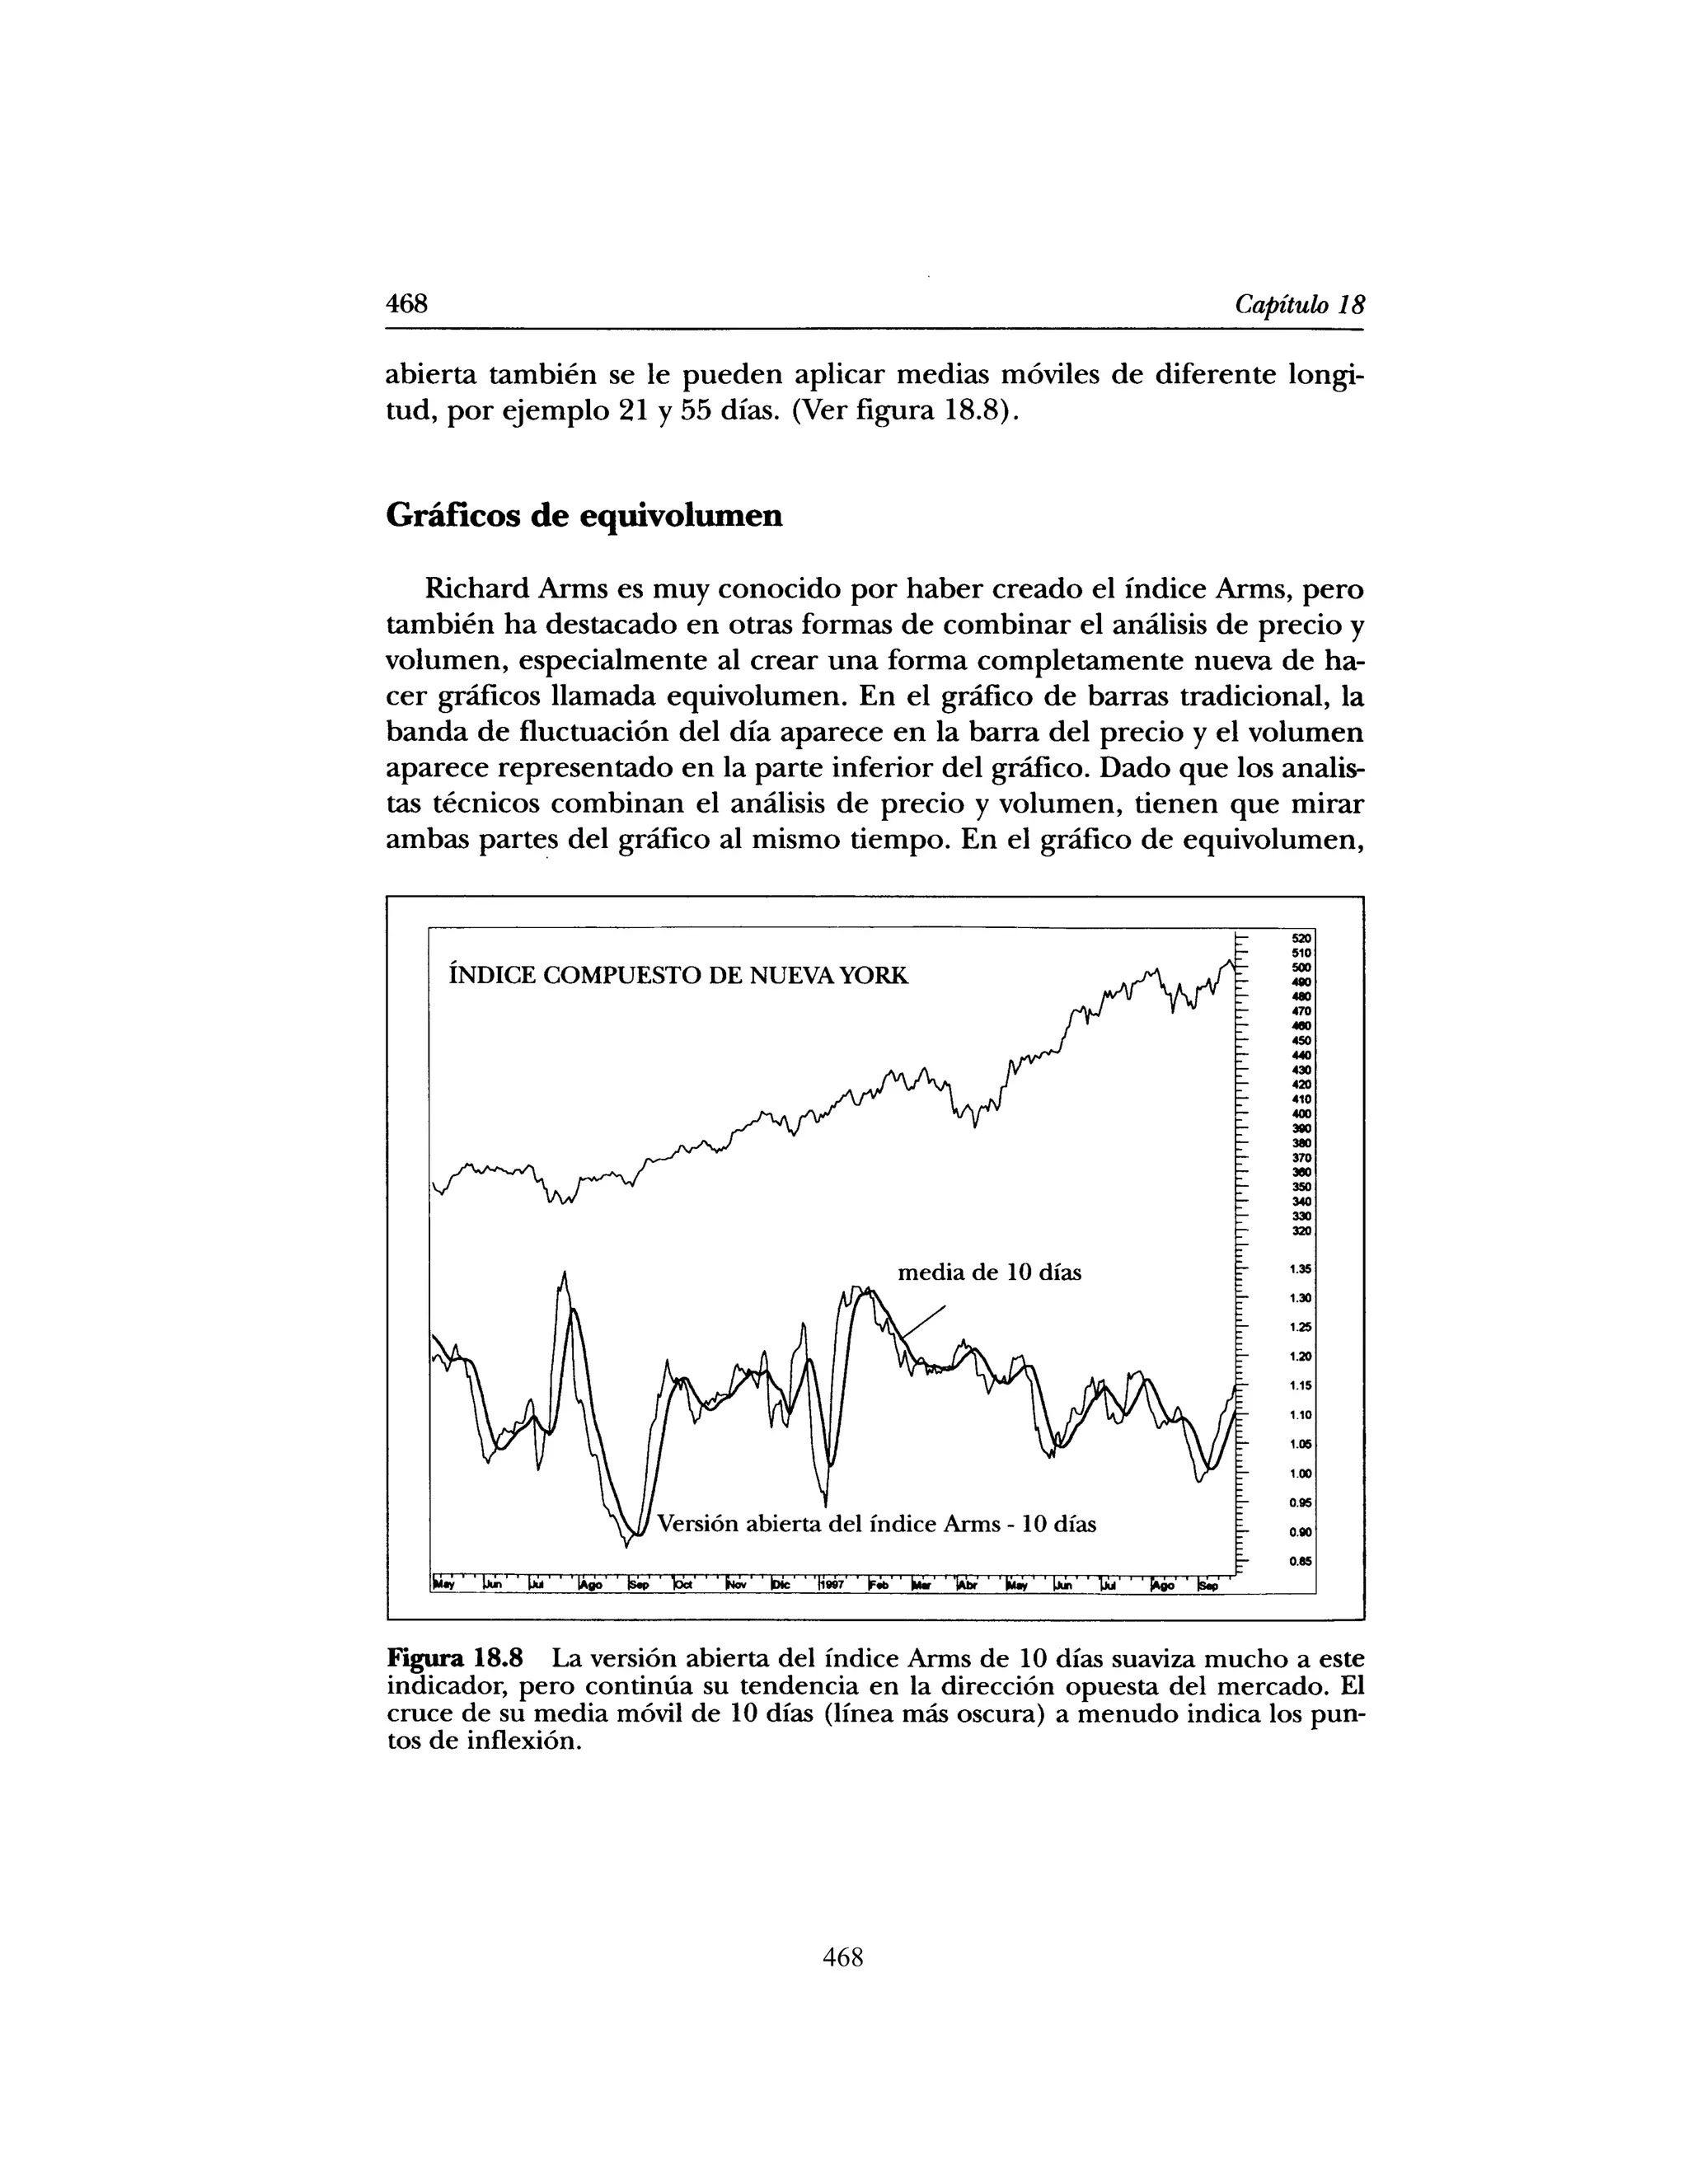 468 Capítulo 18
abierta también se le pueden aplicar medias móviles de diferente longi-
tud, por ejemplo 21 y 55 días. (Ver figura 18.8).
Gráficos de equivolumen
Richard Arms es muy conocido por haber creado el índice Arms, pero
también ha destacado en otras formas de combinar el análisis de precio y
volumen, especialmente al crear una forma completamente nueva de ha-
cer gráficos llamada equivolumen. En el gráfico de barras tradicional, la
banda de fluctuación del día aparece en la barra del precio y el volumen
aparece representado en la parte inferior del gráfico. Dado que los analis-
tas técnicos combinan el análisis de precio y volumen, tienen que mirar
ambas partes del gráfico al mismo tiempo. En el gráfico de equivolumen,
ÍNDICE COMPUESTO DE NUEVA YORK
520
510
500
490
480
470
460
450
440
430
420
410
400
390
380
370
360
350
340
330
320
media de 10 días
1.35
1.30
1.25
1.20
1.15
1.10
1.05
1.00
0.95
0.90
0.85
Versión abierta del índice Arms - 10 días
May Jun Jul Ago Sep Oct Nov Dic 1997 Feb Mar Abr May Jun Jul Ago Sep
Figura 18.8 La versión abierta del índice Arms de 10 días suaviza mucho a este
indicador, pero continúa su tendencia en la dirección opuesta del mercado. El
cruce de su media móvil de 10 días (línea más oscura) a menudo indica los pun-
tos de inflexión.
468